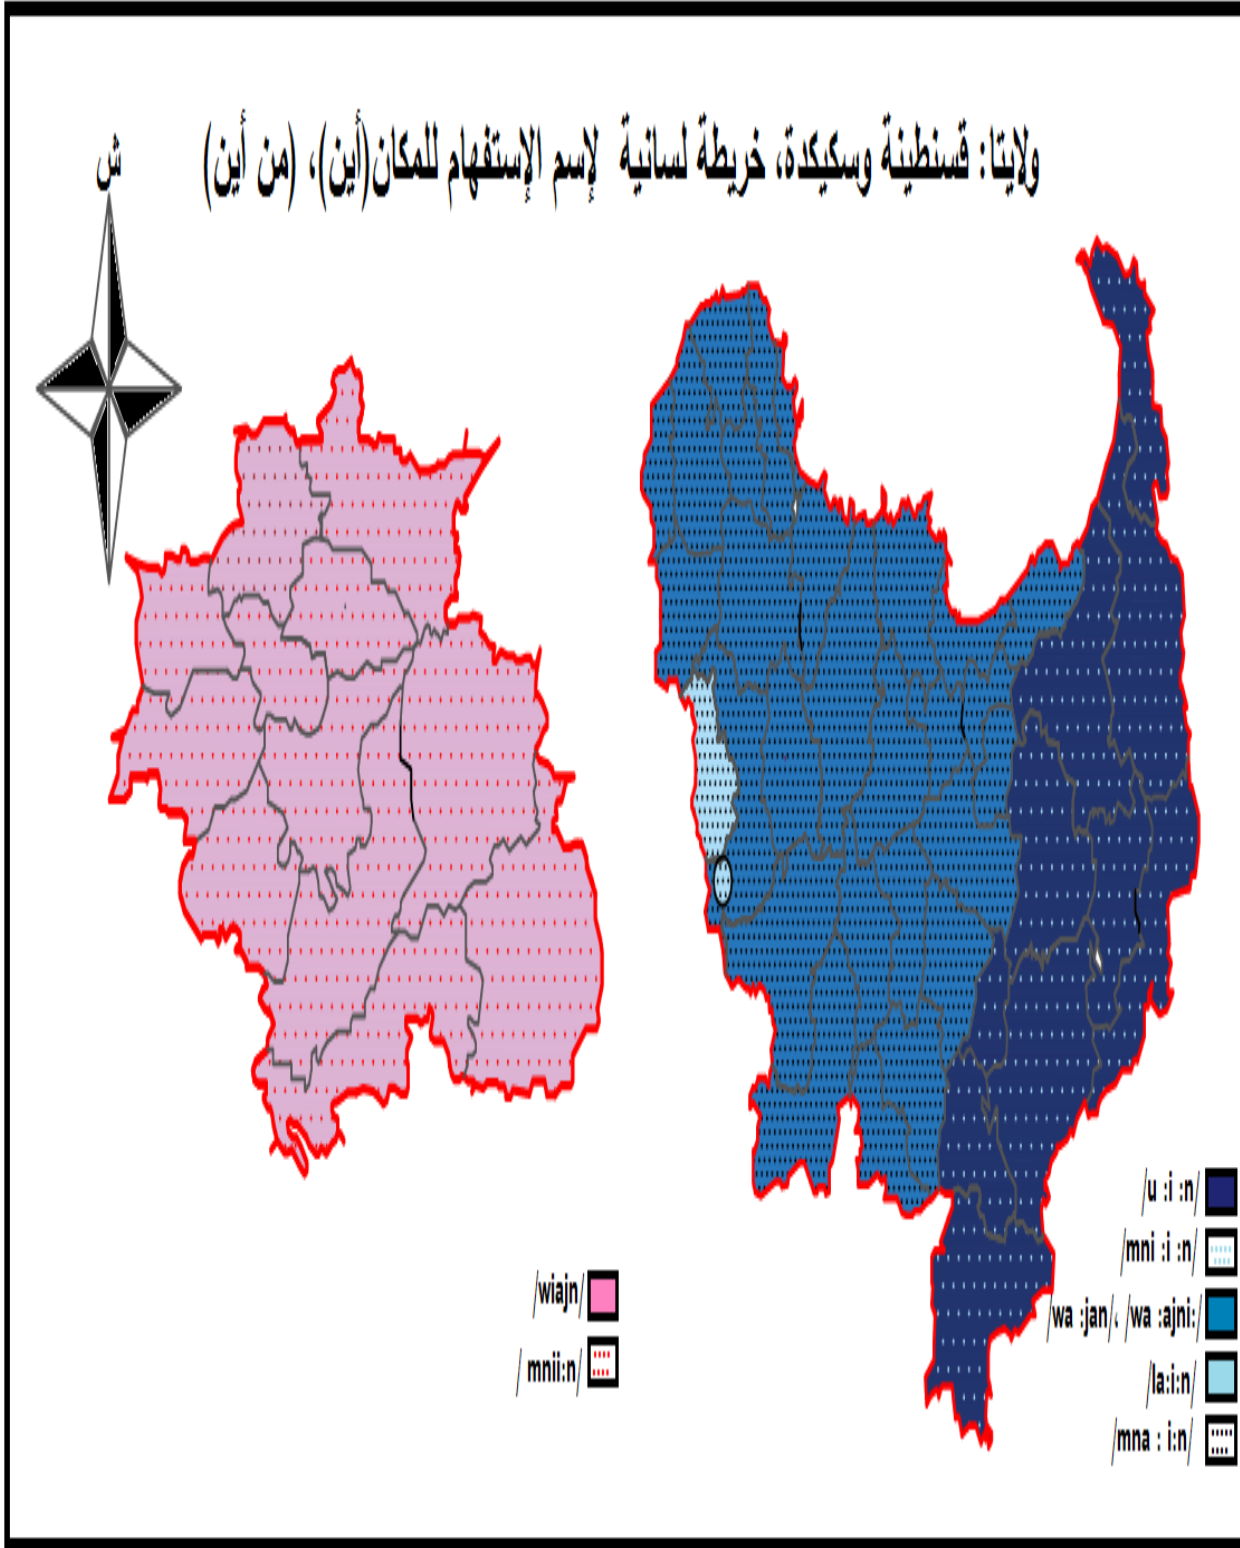 ولايتا: قسنطينة وسكيكدة، خريطة لسانية لإسم الإستفهام للمكان(أين)، (من أين)
ش
/u :i :n/
/mni :i :n/
/wa :jan/، /wa :ajni:/
/la:i:n/
/mna : i:n/
/wiajn/
/ mnii:n/